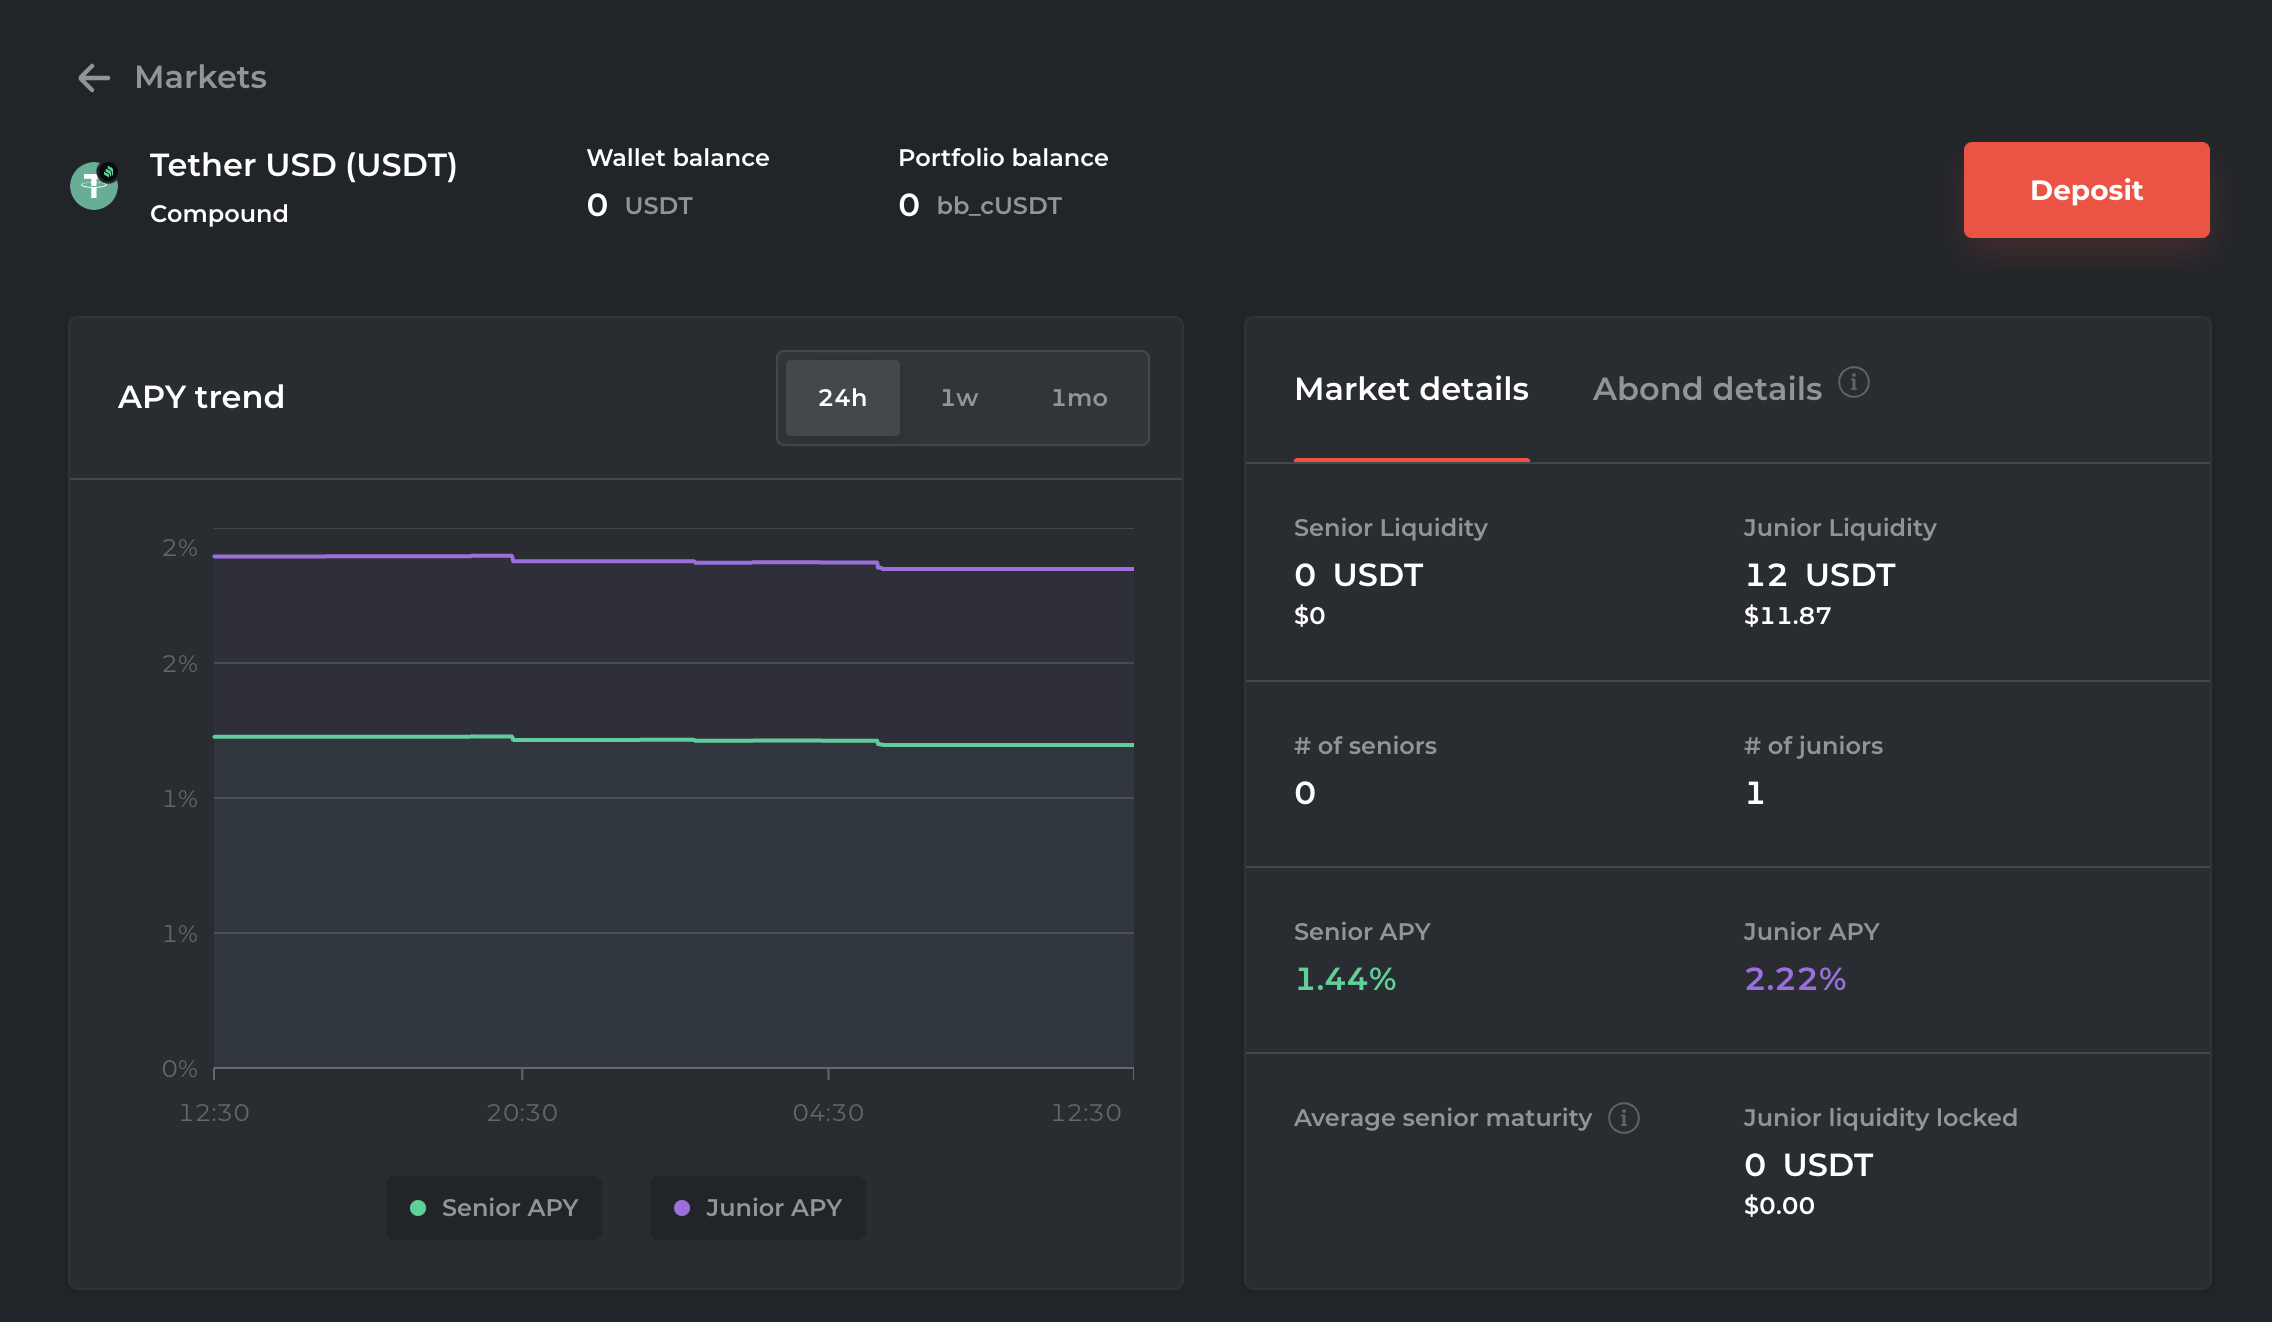 Markets
Tether USD (USDT)
Compound
Wallet balance
0 USDT
Portfolio balance
0 bb_cUSDT
Deposit
APY trend
24h
1w
1mo
2%
2%
1%
1%
0%
12:30
20:30
04:30
12:30
Senior APY
Junior APY
Market details
Abond details
Senior Liquidity
0 USDT
$0
Junior Liquidity
12 USDT
$11.87
# of seniors
0
# of juniors
1
Senior APY
1.44%
Junior APY
2.22%
Average senior maturity
Junior liquidity locked
0 USDT
$0.00